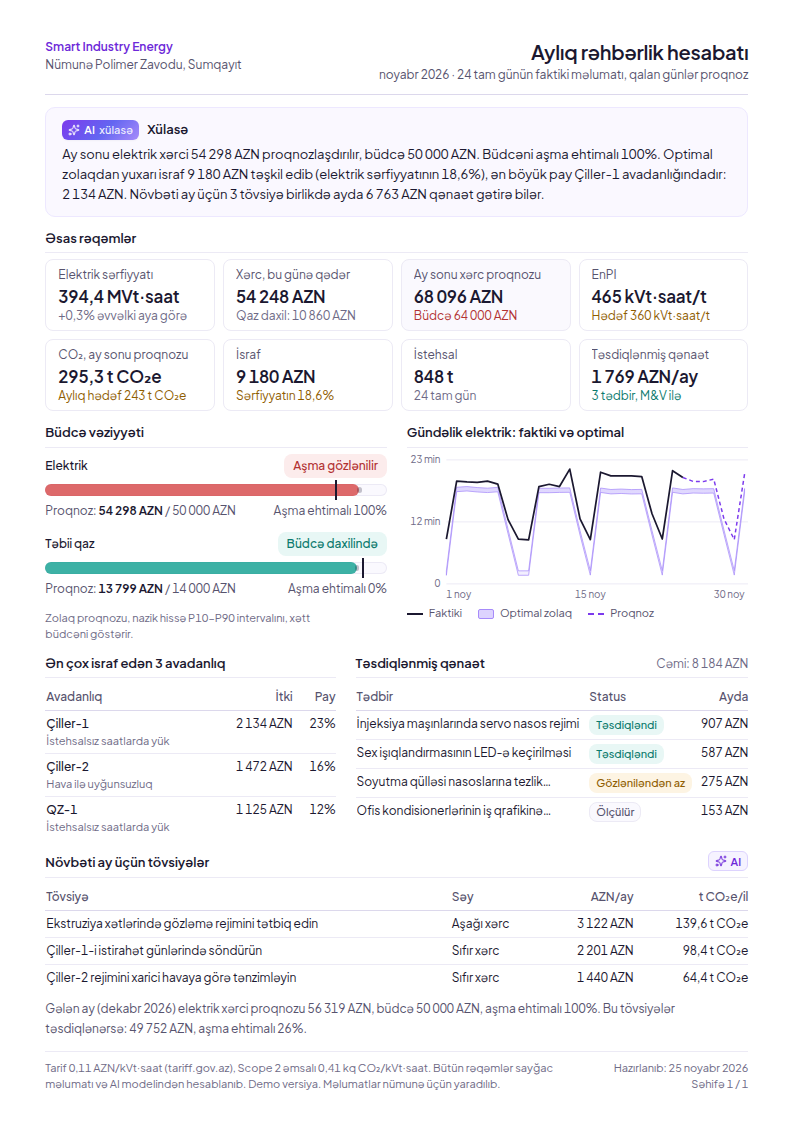 Smart Industry Energy
Nümunə Polimer Zavodu, Sumqayıt
Aylıq rəhbərlik hesabatı
noyabr 2026 · 24 tam günün faktiki məlumatı, qalan günlər proqnoz
AI xülasə Xülasə
Ay sonu elektrik xərci 54 298 AZN proqnozlaşdırılır, büdcə 50 000 AZN. Büdcəni aşma ehtimalı 100%. Optimal
zolaqdan yuxarı israf 9 180 AZN təşkil edib (elektrik sərfiyyatının 18,6%), ən böyük pay Çiller-1 avadanlığındadır:
2 134 AZN. Növbəti ay üçün 3 tövsiyə birlikdə ayda 6 763 AZN qənaət gətirə bilər.
Əsas rəqəmlər
Elektrik sərfiyyatı
394,4 MVt·saat
+0,3% əvvəlki aya görə
Xərc, bu günə qədər
54 248 AZN
Qaz daxil: 10 860 AZN
Ay sonu xərc proqnozu
68 096 AZN
Büdcə 64 000 AZN
EnPI
465 kVt·saat/t
Hədəf 360 kVt·saat/t
CO₂, ay sonu proqnozu
295,3 t CO₂e
Aylıq hədəf 243 t CO₂e
İsraf
9 180 AZN
Sərfiyyatın 18,6%
İstehsal
848 t
24 tam gün
Təsdiqlənmiş qənaət
1 769 AZN/ay
3 tədbir, M&V ilə
Büdcə vəziyyəti
Elektrik Aşma gözlənilir
Proqnoz: 54 298 AZN / 50 000 AZN Aşma ehtimalı 100%
Təbii qaz Büdcə daxilində
Proqnoz: 13 799 AZN / 14 000 AZN Aşma ehtimalı 0%
Zolaq proqnozu, nazik hissə P10–P90 intervalını, xətt
büdcəni göstərir.
Gündəlik elektrik: faktiki və optimal
23 min
12 min
0
1 noy 15 noy 30 noy
Faktiki Optimal zolaq Proqnoz
Ən çox israf edən 3 avadanlıq
Avadanlıq İtki Pay
Çiller-1 2 134 AZN 23%
İstehsalsız saatlarda yük
Çiller-2 1 472 AZN 16%
Hava ilə uyğunsuzluq
QZ-1 1 125 AZN 12%
İstehsalsız saatlarda yük
Təsdiqlənmiş qənaət Cəmi: 8 184 AZN
Tədbir Status Ayda
İnjeksiya maşınlarında servo nasos rejimi Təsdiqləndi 907 AZN
Sex işıqlandırmasının LED-ə keçirilməsi Təsdiqləndi 587 AZN
Soyutma qülləsi nasoslarına tezlik… Gözləniləndən az 275 AZN
Ofis kondisionerlərinin iş qrafikinə… Ölçülür 153 AZN
Növbəti ay üçün tövsiyələr AI
Tövsiyə Səy AZN/ay t CO₂e/il
Ekstruziya xətlərində gözləmə rejimini tətbiq edin Aşağı xərc 3 122 AZN 139,6 t CO₂e
Çiller-1-i istirahət günlərində söndürün Sıfır xərc 2 201 AZN 98,4 t CO₂e
Çiller-2 rejimini xarici havaya görə tənzimləyin Sıfır xərc 1 440 AZN 64,4 t CO₂e
Gələn ay (dekabr 2026) elektrik xərci proqnozu 56 319 AZN, büdcə 50 000 AZN, aşma ehtimalı 100%. Bu tövsiyələr
təsdiqlənərsə: 49 752 AZN, aşma ehtimalı 26%.
Tarif 0,11 AZN/kVt·saat (tariff.gov.az), Scope 2 əmsalı 0,41 kq CO₂/kVt·saat. Bütün rəqəmlər sayğac
məlumatı və AI modelindən hesablanıb. Demo versiya. Məlumatlar nümunə üçün yaradılıb.
Hazırlanıb: 25 noyabr 2026
Səhifə 1 / 1